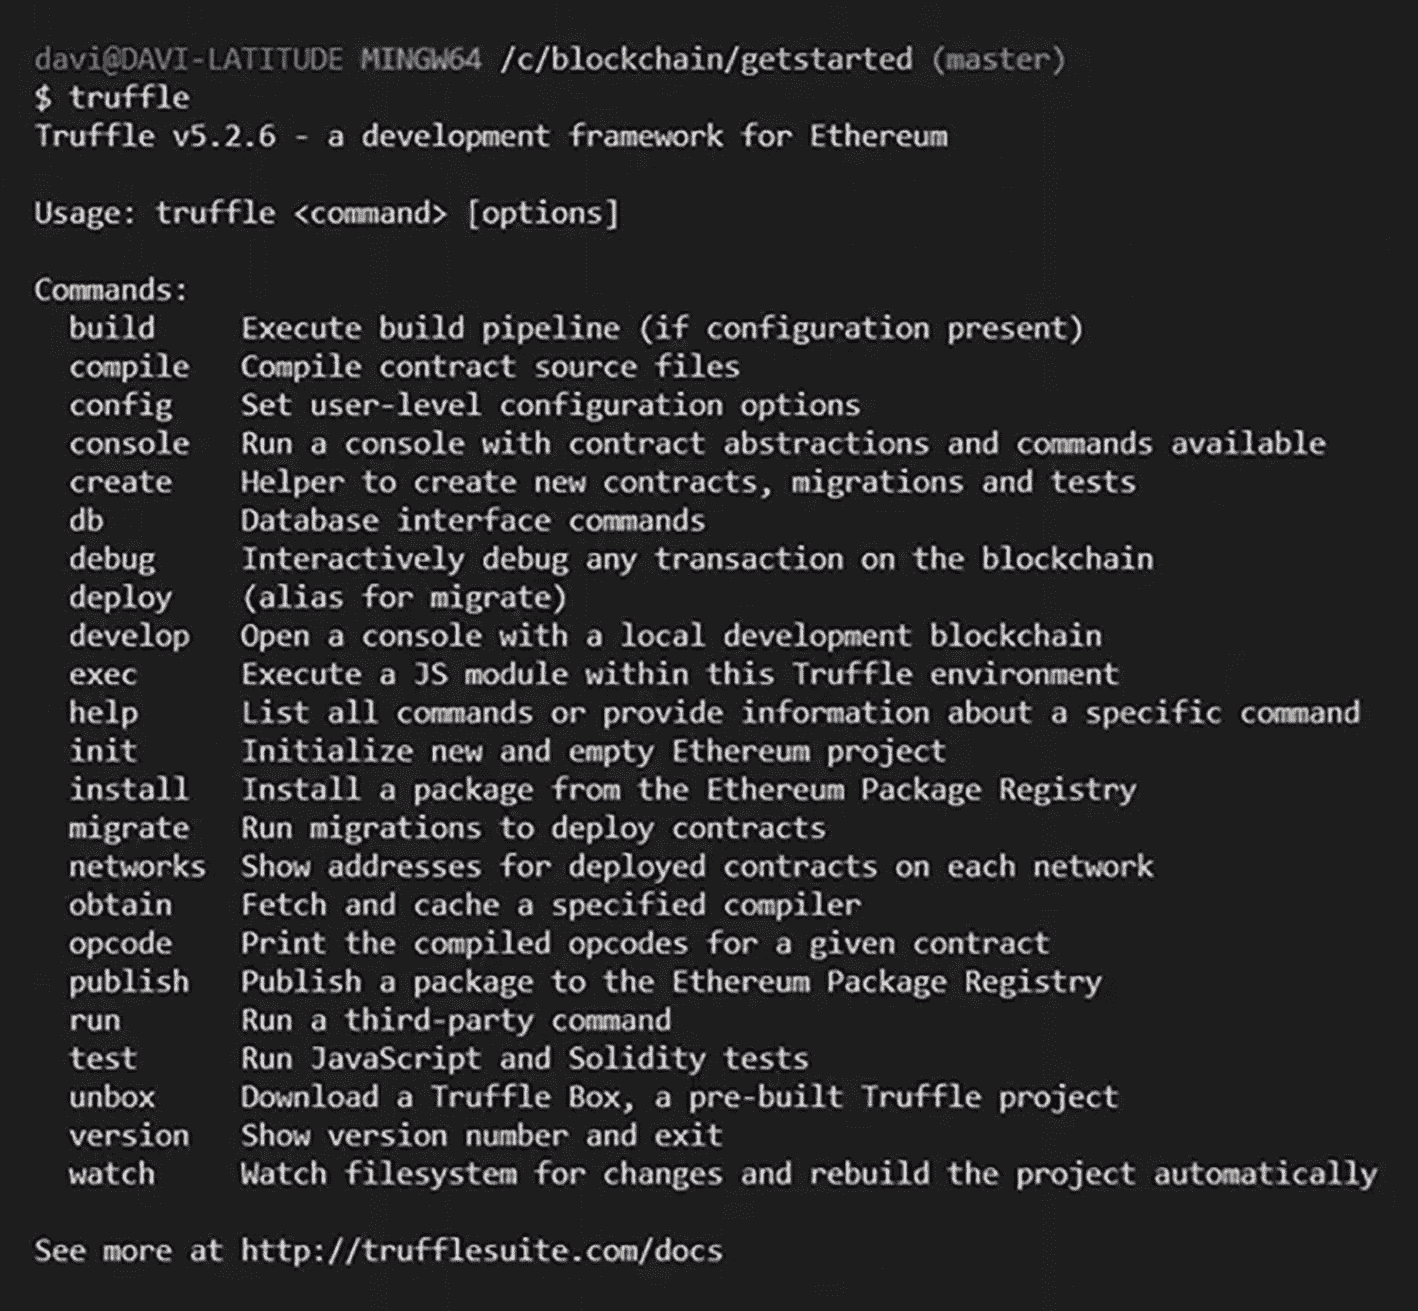 davi@DAVI-LATITUDE MINGW64 /c/blockchain/getstarted (master)
$ truffle
Truffle v5.2.6 - a development framework for Ethereum
Usage: truffle <command> [options]
Commands:
build Execute build pipeline (if configuration present)
compile Compile contract source files
config Set user-level configuration options
console Run a console with contract abstractions and commands available
create Helper to create new contracts, migrations and tests
db Database interface commands
debug Interactively debug any transaction on the blockchain
deploy (alias for migrate)
develop Open a console with a local development blockchain
exec Execute a JS module within this Truffle environment
help List all commands or provide information about a specific command
init Initialize new and empty Ethereum project
install Install a package from the Ethereum Package Registry
migrate Run migrations to deploy contracts
networks Show addresses for deployed contracts on each network
obtain Fetch and cache a specified compiler
opcode Print the compiled opcodes for a given contract
publish Publish a package to the Ethereum Package Registry
run Run a third-party command
test Run JavaScript and Solidity tests
unbox Download a Truffle Box, a pre-built Truffle project
version Show version number and exit
watch Watch filesystem for changes and rebuild the project automatically
See more at http://trufflesuite.com/docs